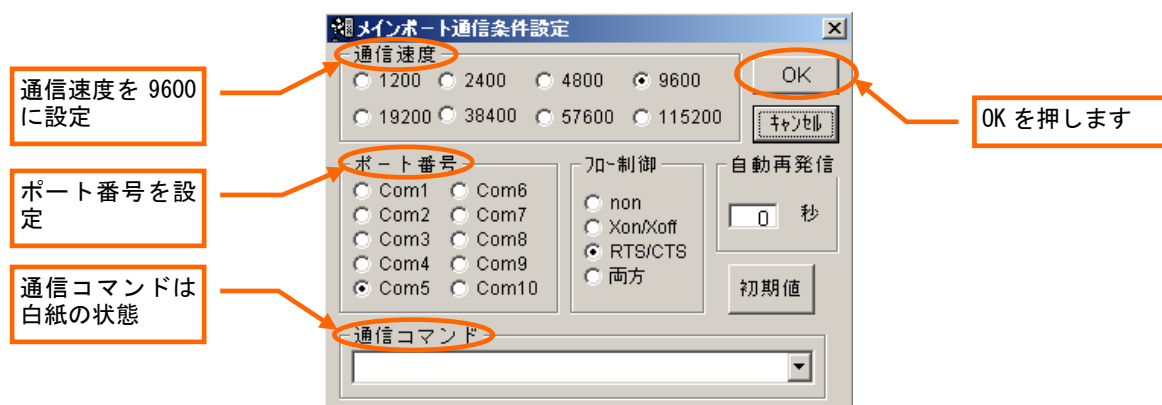 メインポート通信条件設定
通信速度
1200 2400 4800 9600
19200 38400 57600 115200
OK
キャンセル
ポート番号
Com1 Com6
Com2 Com7
Com3 Com8
Com4 Com9
Com5 Com10
フロー制御
non
Xon/Xoff
RTS/CTS
両方
自動再発信
0 秒
初期値
通信コマンド
通信速度を 9600
に設定
ポート番号を設
定
通信コマンドは
白紙の状態
OK を押します